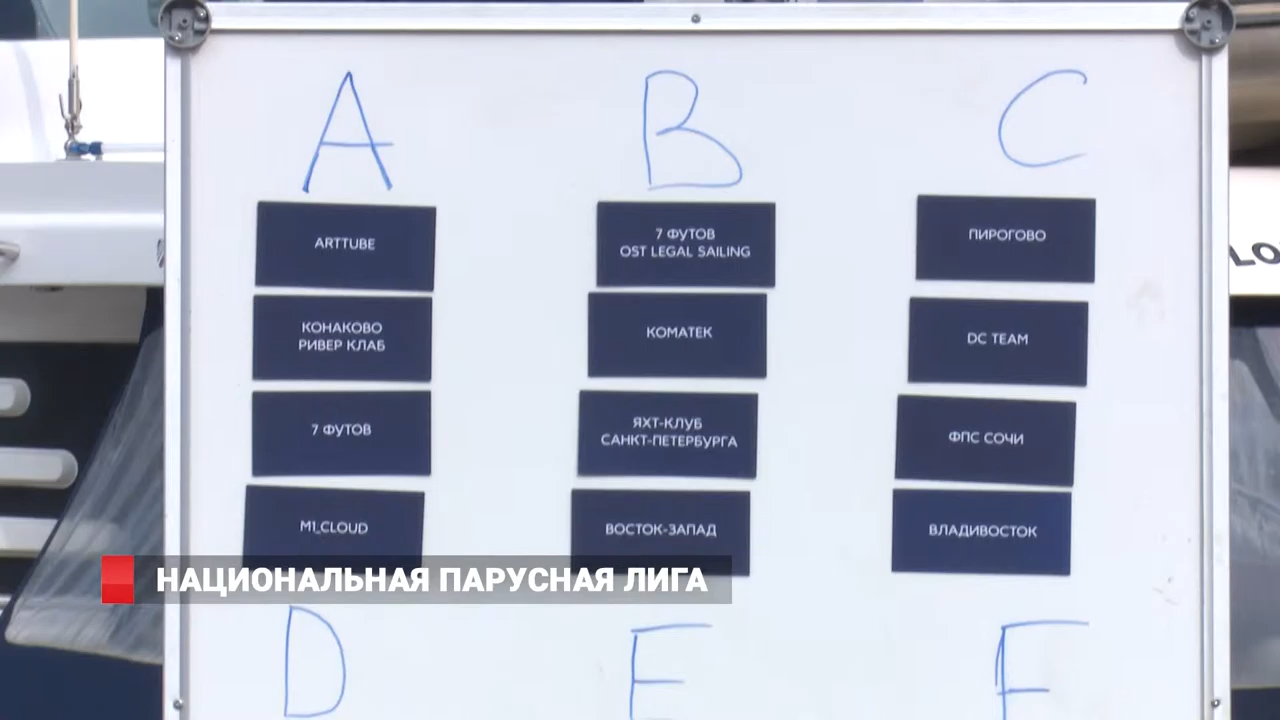 A
B
C
ARTTUBE
7 ФУТОВ
OST LEGAL SAILING
ПИРОГОВО
КОНАКОВО
РИВЕР КЛАБ
КОМАТЕК
DC TEAM
7 ФУТОВ
ЯХТ-КЛУБ
САНКТ-ПЕТЕРБУРГА
ФПС СОЧИ
M1_CLOUD
ВОСТОК-ЗАПАД
ВЛАДИВОСТОК
НАЦИОНАЛЬНАЯ ПАРУСНАЯ ЛИГА
D
E
F